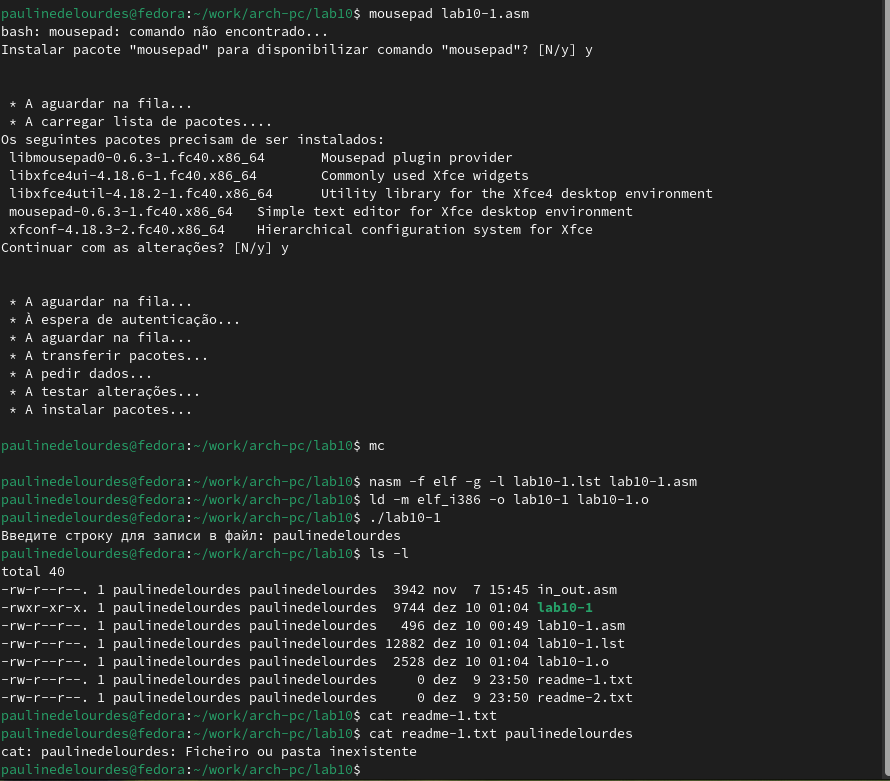 paulinedelourdes@fedora:~/work/arch-pc/lab10$ mousepad lab10-1.asm
bash: mousepad: comando não encontrado...
Instalar pacote "mousepad" para disponibilizar comando "mousepad"? [N/y] y
 * A aguardar na fila...
 * A carregar lista de pacotes....
Os seguintes pacotes precisam de ser instalados:
 libmousepad0-0.6.3-1.fc40.x86_64       Mousepad plugin provider
 libxfce4ui-4.18.6-1.fc40.x86_64        Commonly used Xfce widgets
 libxfce4util-4.18.2-1.fc40.x86_64      Utility library for the Xfce4 desktop environment
 mousepad-0.6.3-1.fc40.x86_64   Simple text editor for Xfce desktop environment
 xfconf-4.18.3-2.fc40.x86_64    Hierarchical configuration system for Xfce
Continuar com as alterações? [N/y] y
 * A aguardar na fila...
 * À espera de autenticação...
 * A aguardar na fila...
 * A transferir pacotes...
 * A pedir dados...
 * A testar alterações...
 * A instalar pacotes...
paulinedelourdes@fedora:~/work/arch-pc/lab10$ mc
paulinedelourdes@fedora:~/work/arch-pc/lab10$ nasm -f elf -g -l lab10-1.lst lab10-1.asm
paulinedelourdes@fedora:~/work/arch-pc/lab10$ ld -m elf_i386 -o lab10-1 lab10-1.o
paulinedelourdes@fedora:~/work/arch-pc/lab10$ ./lab10-1
Введите строку для записи в файл: paulinedelourdes
paulinedelourdes@fedora:~/work/arch-pc/lab10$ ls -l
total 40
-rw-r--r--. 1 paulinedelourdes paulinedelourdes  3942 nov  7 15:45 in_out.asm
-rwxr-xr-x. 1 paulinedelourdes paulinedelourdes  9744 dez 10 01:04 lab10-1
-rw-r--r--. 1 paulinedelourdes paulinedelourdes   496 dez 10 00:49 lab10-1.asm
-rw-r--r--. 1 paulinedelourdes paulinedelourdes 12882 dez 10 01:04 lab10-1.lst
-rw-r--r--. 1 paulinedelourdes paulinedelourdes  2528 dez 10 01:04 lab10-1.o
-rw-r--r--. 1 paulinedelourdes paulinedelourdes     0 dez  9 23:50 readme-1.txt
-rw-r--r--. 1 paulinedelourdes paulinedelourdes     0 dez  9 23:50 readme-2.txt
paulinedelourdes@fedora:~/work/arch-pc/lab10$ cat readme-1.txt
paulinedelourdes@fedora:~/work/arch-pc/lab10$ cat readme-1.txt paulinedelourdes
cat: paulinedelourdes: Ficheiro ou pasta inexistente
paulinedelourdes@fedora:~/work/arch-pc/lab10$